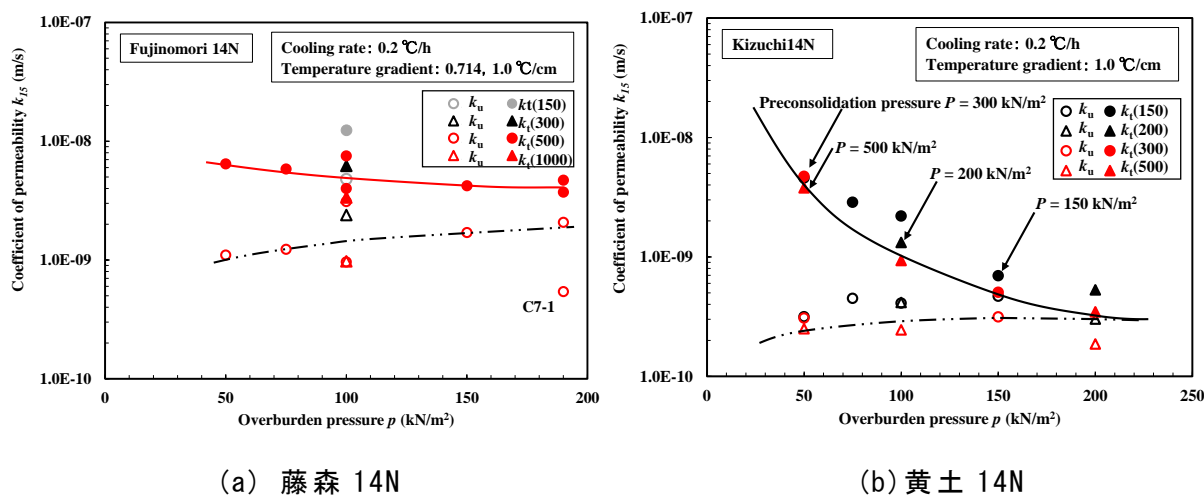 1.0E-07
1.0E-08
1.0E-09
1.0E-10
Coefficient of permeability k15 (m/s)
Fujinomori 14N
Cooling rate: 0.2 ℃/h
Temperature gradient: 0.714, 1.0 ℃/cm
ku kt(150)
ku kt(300)
ku kt(500)
ku kt(1000)
C7-1
0 50 100 150 200
Overburden pressure p (kN/m2)
(a) 藤森 14N
1.0E-07
1.0E-08
1.0E-09
1.0E-10
Coefficient of permeability k15 (m/s)
Kizuchi14N
Cooling rate: 0.2 ℃/h
Temperature gradient: 1.0 ℃/cm
ku kt(150)
ku kt(200)
ku kt(300)
ku kt(500)
Preconsolidation pressure P = 300 kN/m2
P = 500 kN/m2
P = 200 kN/m2
P = 150 kN/m2
0 50 100 150 200 250
Overburden pressure p (kN/m2)
(b) 黄土 14N